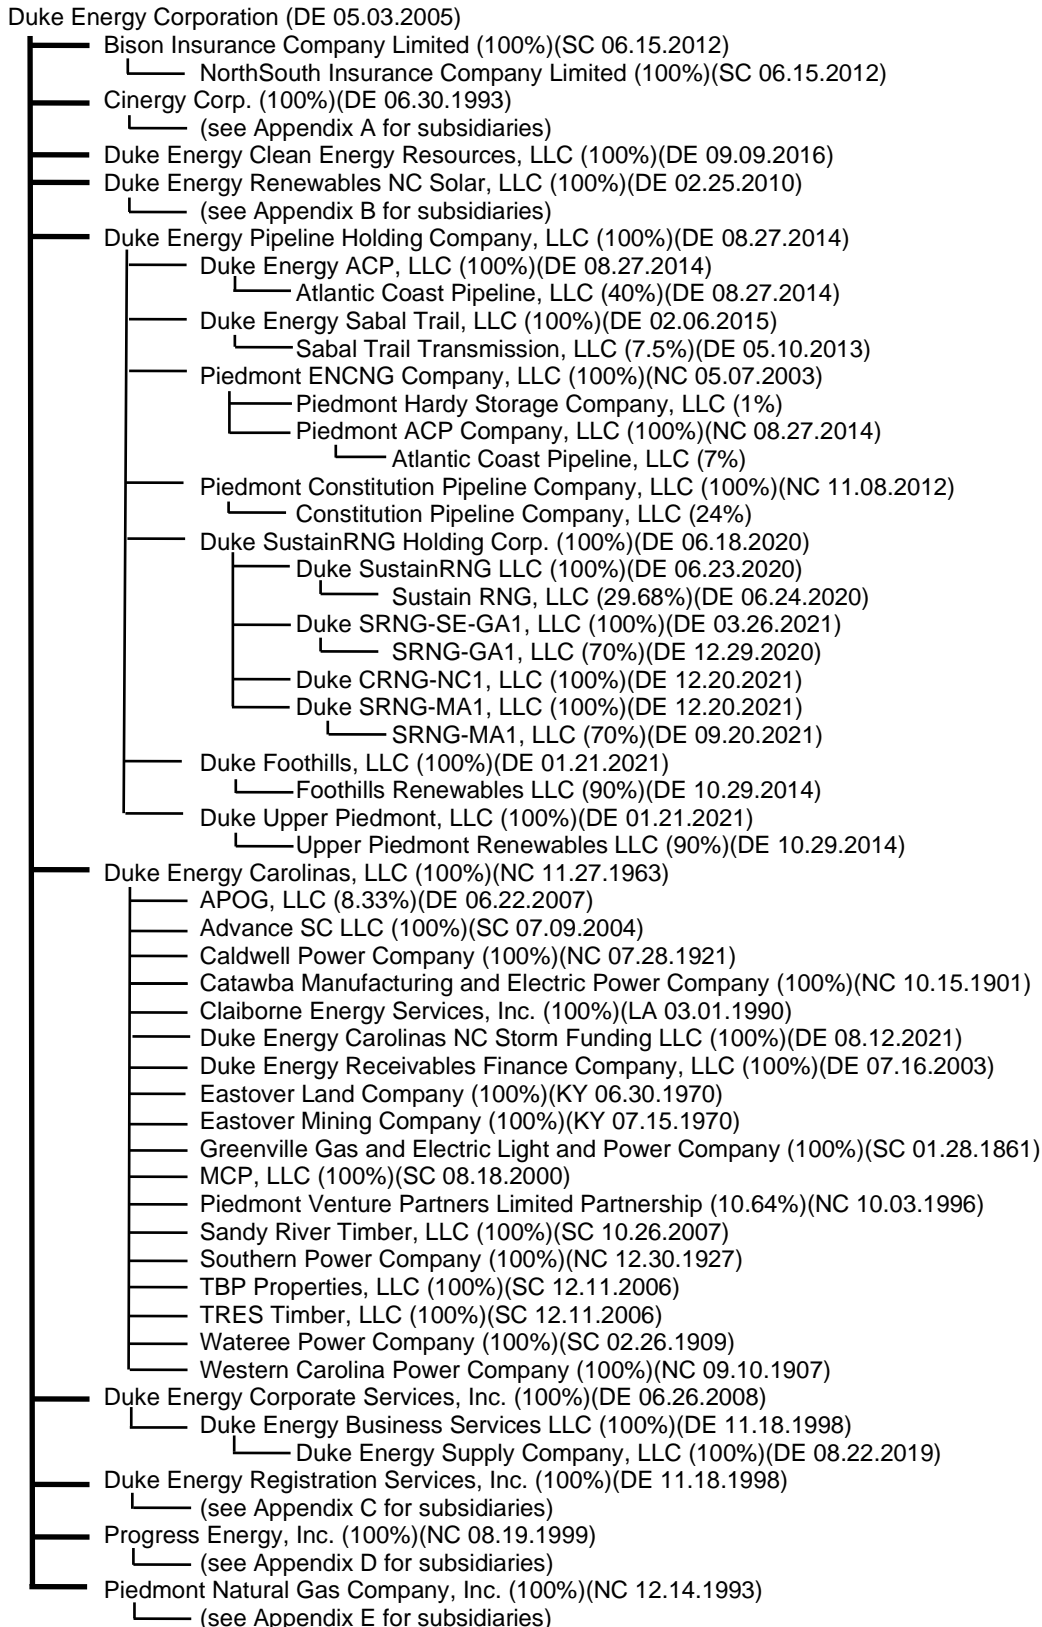 Duke Energy Corporation (DE 05.03.2005)
Bison Insurance Company Limited (100%)(SC 06.15.2012)
NorthSouth Insurance Company Limited (100%)(SC 06.15.2012)
Cinergy Corp. (100%)(DE 06.30.1993)
(see Appendix A for subsidiaries)
Duke Energy Clean Energy Resources, LLC (100%)(DE 09.09.2016)
Duke Energy Renewables NC Solar, LLC (100%)(DE 02.25.2010)
(see Appendix B for subsidiaries)
Duke Energy Pipeline Holding Company, LLC (100%)(DE 08.27.2014)
Duke Energy ACP, LLC (100%)(DE 08.27.2014)
Atlantic Coast Pipeline, LLC (40%)(DE 08.27.2014)
Duke Energy Sabal Trail, LLC (100%)(DE 02.06.2015)
Sabal Trail Transmission, LLC (7.5%)(DE 05.10.2013)
Piedmont ENCNG Company, LLC (100%)(NC 05.07.2003)
Piedmont Hardy Storage Company, LLC (1%)
Piedmont ACP Company, LLC (100%)(NC 08.27.2014)
Atlantic Coast Pipeline, LLC (7%)
Piedmont Constitution Pipeline Company, LLC (100%)(NC 11.08.2012)
Constitution Pipeline Company, LLC (24%)
Duke SustainRNG Holding Corp. (100%)(DE 06.18.2020)
Duke SustainRNG LLC (100%)(DE 06.23.2020)
Sustain RNG, LLC (29.68%)(DE 06.24.2020)
Duke SRNG-SE-GA1, LLC (100%)(DE 03.26.2021)
SRNG-GA1, LLC (70%)(DE 12.29.2020)
Duke CRNG-NC1, LLC (100%)(DE 12.20.2021)
Duke SRNG-MA1, LLC (100%)(DE 12.20.2021)
SRNG-MA1, LLC (70%)(DE 09.20.2021)
Duke Foothills, LLC (100%)(DE 01.21.2021)
Foothills Renewables LLC (90%)(DE 10.29.2014)
Duke Upper Piedmont, LLC (100%)(DE 01.21.2021)
Upper Piedmont Renewables LLC (90%)(DE 10.29.2014)
Duke Energy Carolinas, LLC (100%)(NC 11.27.1963)
APOG, LLC (8.33%)(DE 06.22.2007)
Advance SC LLC (100%)(SC 07.09.2004)
Caldwell Power Company (100%)(NC 07.28.1921)
Catawba Manufacturing and Electric Power Company (100%)(NC 10.15.1901)
Claiborne Energy Services, Inc. (100%)(LA 03.01.1990)
Duke Energy Carolinas NC Storm Funding LLC (100%)(DE 08.12.2021)
Duke Energy Receivables Finance Company, LLC (100%)(DE 07.16.2003)
Eastover Land Company (100%)(KY 06.30.1970)
Eastover Mining Company (100%)(KY 07.15.1970)
Greenville Gas and Electric Light and Power Company (100%)(SC 01.28.1861)
MCP, LLC (100%)(SC 08.18.2000)
Piedmont Venture Partners Limited Partnership (10.64%)(NC 10.03.1996)
Sandy River Timber, LLC (100%)(SC 10.26.2007)
Southern Power Company (100%)(NC 12.30.1927)
TBP Properties, LLC (100%)(SC 12.11.2006)
TRES Timber, LLC (100%)(SC 12.11.2006)
Wateree Power Company (100%)(SC 02.26.1909)
Western Carolina Power Company (100%)(NC 09.10.1907)
Duke Energy Corporate Services, Inc. (100%)(DE 06.26.2008)
Duke Energy Business Services LLC (100%)(DE 11.18.1998)
Duke Energy Supply Company, LLC (100%)(DE 08.22.2019)
Duke Energy Registration Services, Inc. (100%)(DE 11.18.1998)
(see Appendix C for subsidiaries)
Progress Energy, Inc. (100%)(NC 08.19.1999)
(see Appendix D for subsidiaries)
Piedmont Natural Gas Company, Inc. (100%)(NC 12.14.1993)
(see Appendix E for subsidiaries)